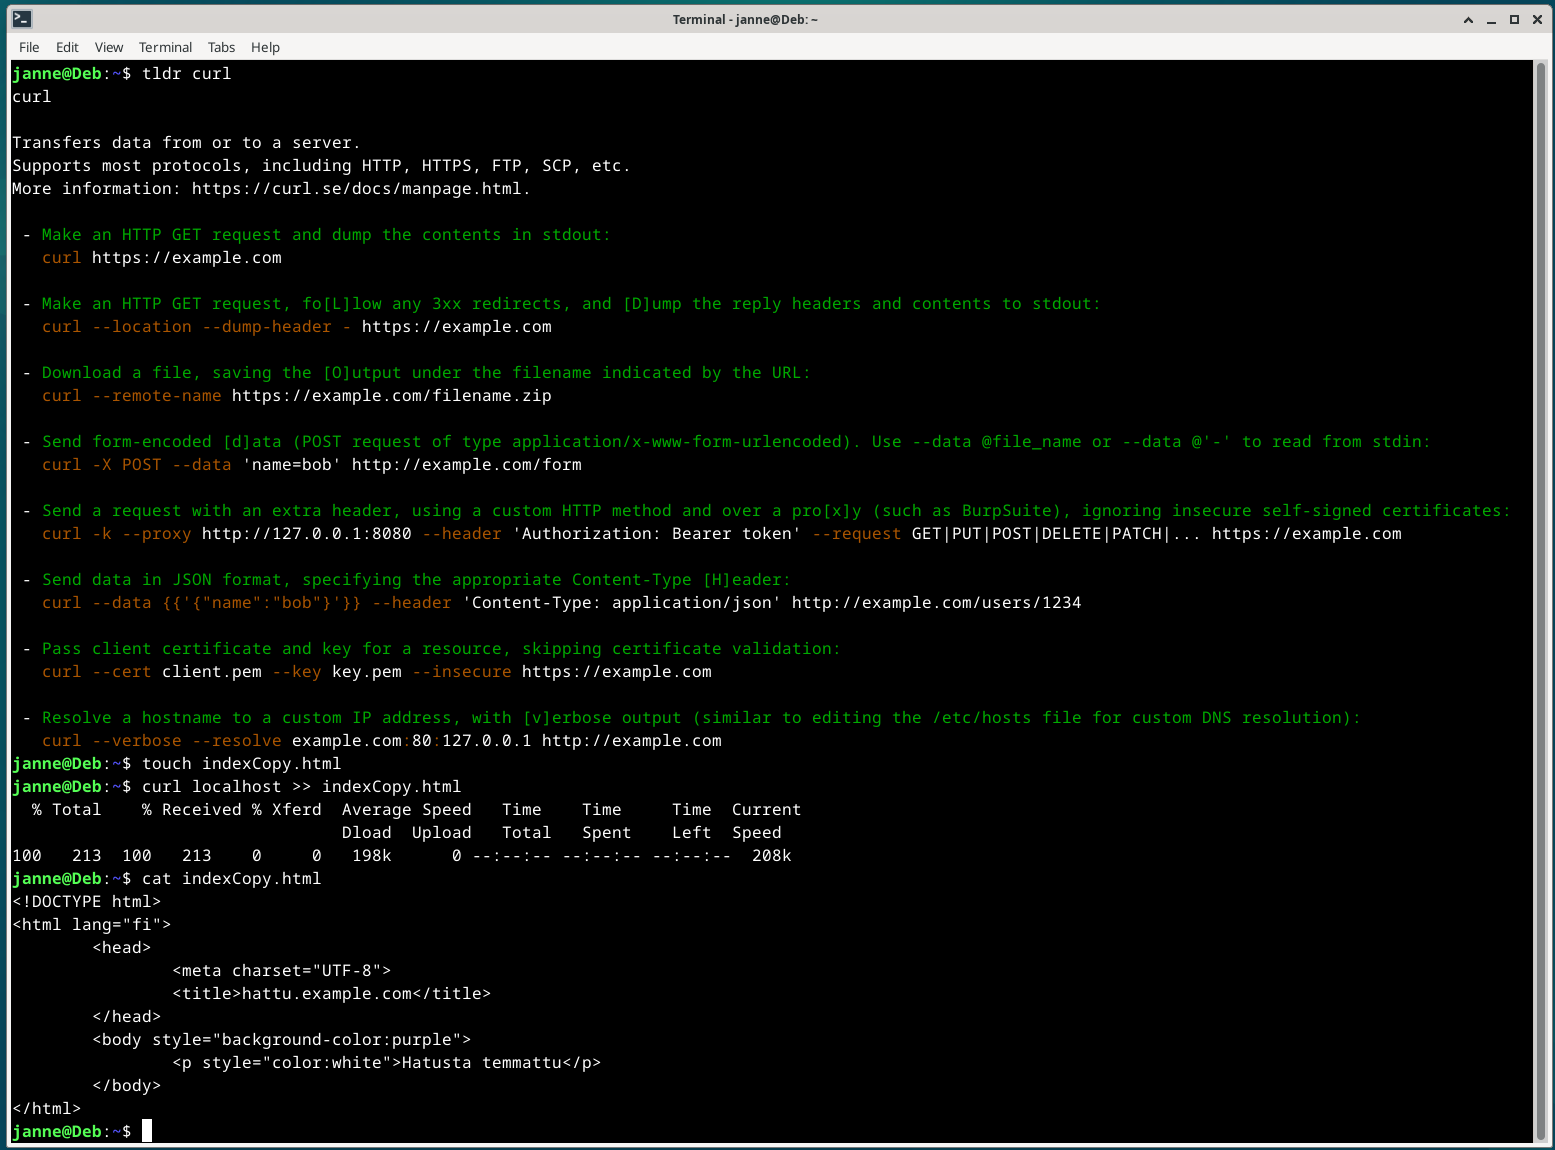 Terminal - janne@Deb: ~
File Edit View Terminal Tabs Help
janne@Deb:~$ tldr curl
curl

Transfers data from or to a server.
Supports most protocols, including HTTP, HTTPS, FTP, SCP, etc.
More information: https://curl.se/docs/manpage.html.

 - Make an HTTP GET request and dump the contents in stdout:
   curl https://example.com

 - Make an HTTP GET request, fo[L]low any 3xx redirects, and [D]ump the reply headers and contents to stdout:
   curl --location --dump-header - https://example.com

 - Download a file, saving the [O]utput under the filename indicated by the URL:
   curl --remote-name https://example.com/filename.zip

 - Send form-encoded [d]ata (POST request of type application/x-www-form-urlencoded). Use --data @file_name or --data @'-' to read from stdin:
   curl -X POST --data 'name=bob' http://example.com/form

 - Send a request with an extra header, using a custom HTTP method and over a pro[x]y (such as BurpSuite), ignoring insecure self-signed certificates:
   curl -k --proxy http://127.0.0.1:8080 --header 'Authorization: Bearer token' --request GET|PUT|POST|DELETE|PATCH|... https://example.com

 - Send data in JSON format, specifying the appropriate Content-Type [H]eader:
   curl --data {{'{"name":"bob"}'}} --header 'Content-Type: application/json' http://example.com/users/1234

 - Pass client certificate and key for a resource, skipping certificate validation:
   curl --cert client.pem --key key.pem --insecure https://example.com

 - Resolve a hostname to a custom IP address, with [v]erbose output (similar to editing the /etc/hosts file for custom DNS resolution):
   curl --verbose --resolve example.com:80:127.0.0.1 http://example.com
janne@Deb:~$ touch indexCopy.html
janne@Deb:~$ curl localhost >> indexCopy.html
  % Total    % Received % Xferd  Average Speed   Time    Time     Time  Current
                                 Dload  Upload   Total   Spent    Left  Speed
100   213  100   213    0     0   198k      0 --:--:-- --:--:-- --:--:--  208k
janne@Deb:~$ cat indexCopy.html
<!DOCTYPE html>
<html lang="fi">
        <head>
                <meta charset="UTF-8">
                <title>hattu.example.com</title>
        </head>
        <body style="background-color:purple">
                <p style="color:white">Hatusta temmattu</p>
        </body>
</html>
janne@Deb:~$